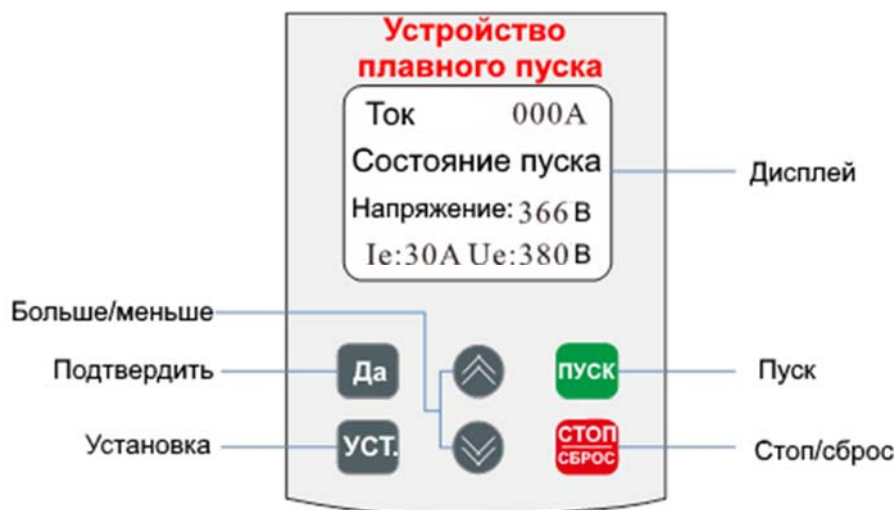 Устройство
плавного пуска
Ток 000A
Состояние пуска
Напряжение: 366 В
Ie:30A Ue:380 В
Дисплей
Больше/меньше
Подтвердить
Да
ПУСК
Пуск
Установка
УСТ.
СТОП
СБРОС
Стоп/сброс